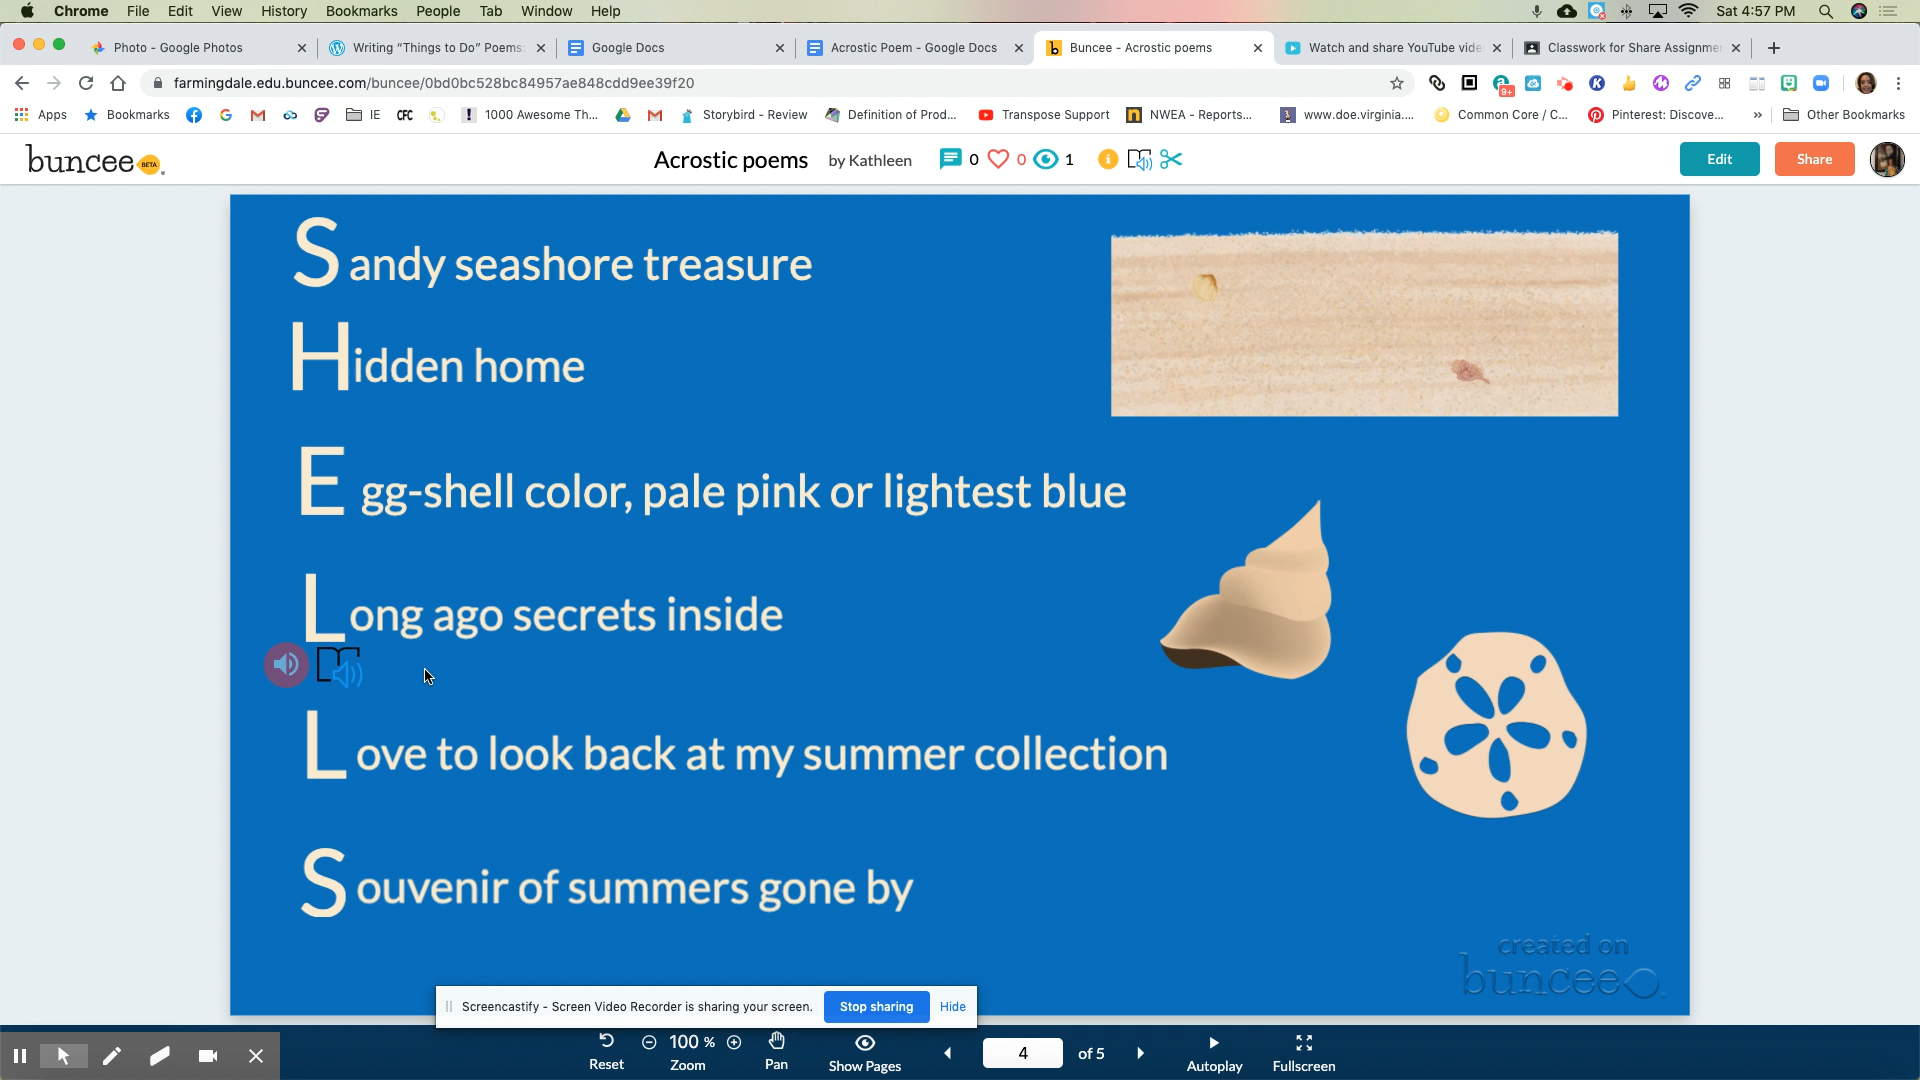 Chrome File Edit View History Bookmarks People Tab Window Help Sat 4:57 PM
Photo - Google Photos Writing "Things to Do" Poems: Google Docs Acrostic Poem - Google Docs Buncee - Acrostic poems Watch and share YouTube vide Classwork for Share Assignme
farmingdale.edu.buncee.com/buncee/0bd0bc528bc84957ae848cdd9ee39f20
9+
Apps Bookmarks IE CFC 1000 Awesome Th... Storybird - Review Definition of Prod... Transpose Support NWEA - Reports... www.doe.virginia.... Common Core / C... Pinterest: Discove... » Other Bookmarks
buncee BETA Acrostic poems by Kathleen 0 0 1 Edit Share
Sandy seashore treasure
Hidden home
Egg-shell color, pale pink or lightest blue
Long ago secrets inside
Love to look back at my summer collection
Souvenir of summers gone by
created on
buncee
Screencastify - Screen Video Recorder is sharing your screen. Stop sharing Hide
Reset 100 % Zoom Pan Show Pages 4 of 5 Autoplay Fullscreen